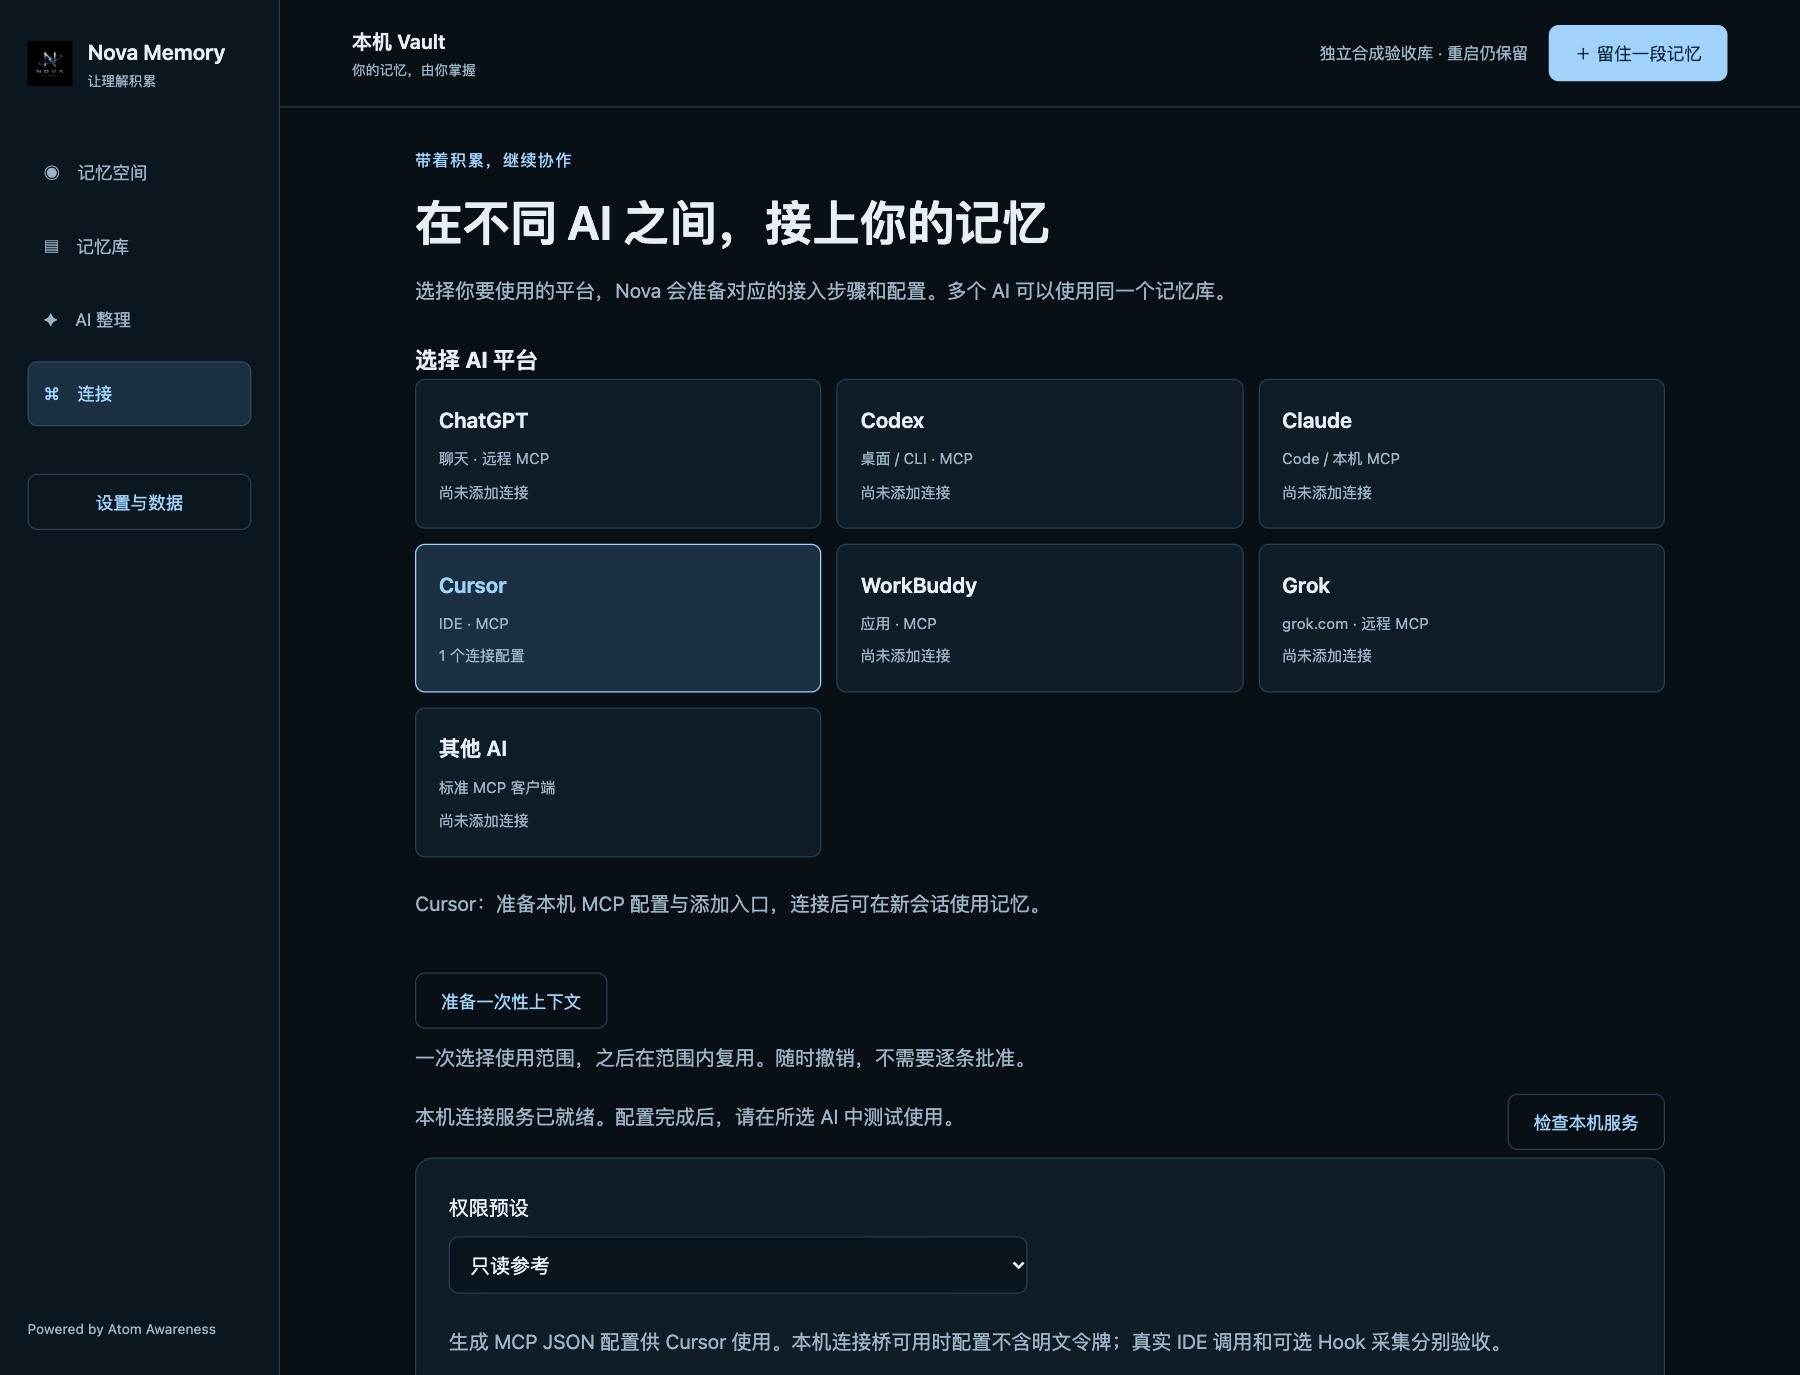 Nova Memory
让理解积累
记忆空间
记忆库
AI 整理
连接
设置与数据
Powered by Atom Awareness
本机 Vault
你的记忆，由你掌握
独立合成验收库 · 重启仍保留
＋ 留住一段记忆
带着积累，继续协作
在不同 AI 之间，接上你的记忆
选择你要使用的平台，Nova 会准备对应的接入步骤和配置。多个 AI 可以使用同一个记忆库。
选择 AI 平台
ChatGPT
聊天 · 远程 MCP
尚未添加连接
Codex
桌面 / CLI · MCP
尚未添加连接
Claude
Code / 本机 MCP
尚未添加连接
Cursor
IDE · MCP
1 个连接配置
WorkBuddy
应用 · MCP
尚未添加连接
Grok
grok.com · 远程 MCP
尚未添加连接
其他 AI
标准 MCP 客户端
尚未添加连接
Cursor：准备本机 MCP 配置与添加入口，连接后可在新会话使用记忆。
准备一次性上下文
一次选择使用范围，之后在范围内复用。随时撤销，不需要逐条批准。
本机连接服务已就绪。配置完成后，请在所选 AI 中测试使用。
检查本机服务
权限预设
只读参考
生成 MCP JSON 配置供 Cursor 使用。本机连接桥可用时配置不含明文令牌；真实 IDE 调用和可选 Hook 采集分别验收。